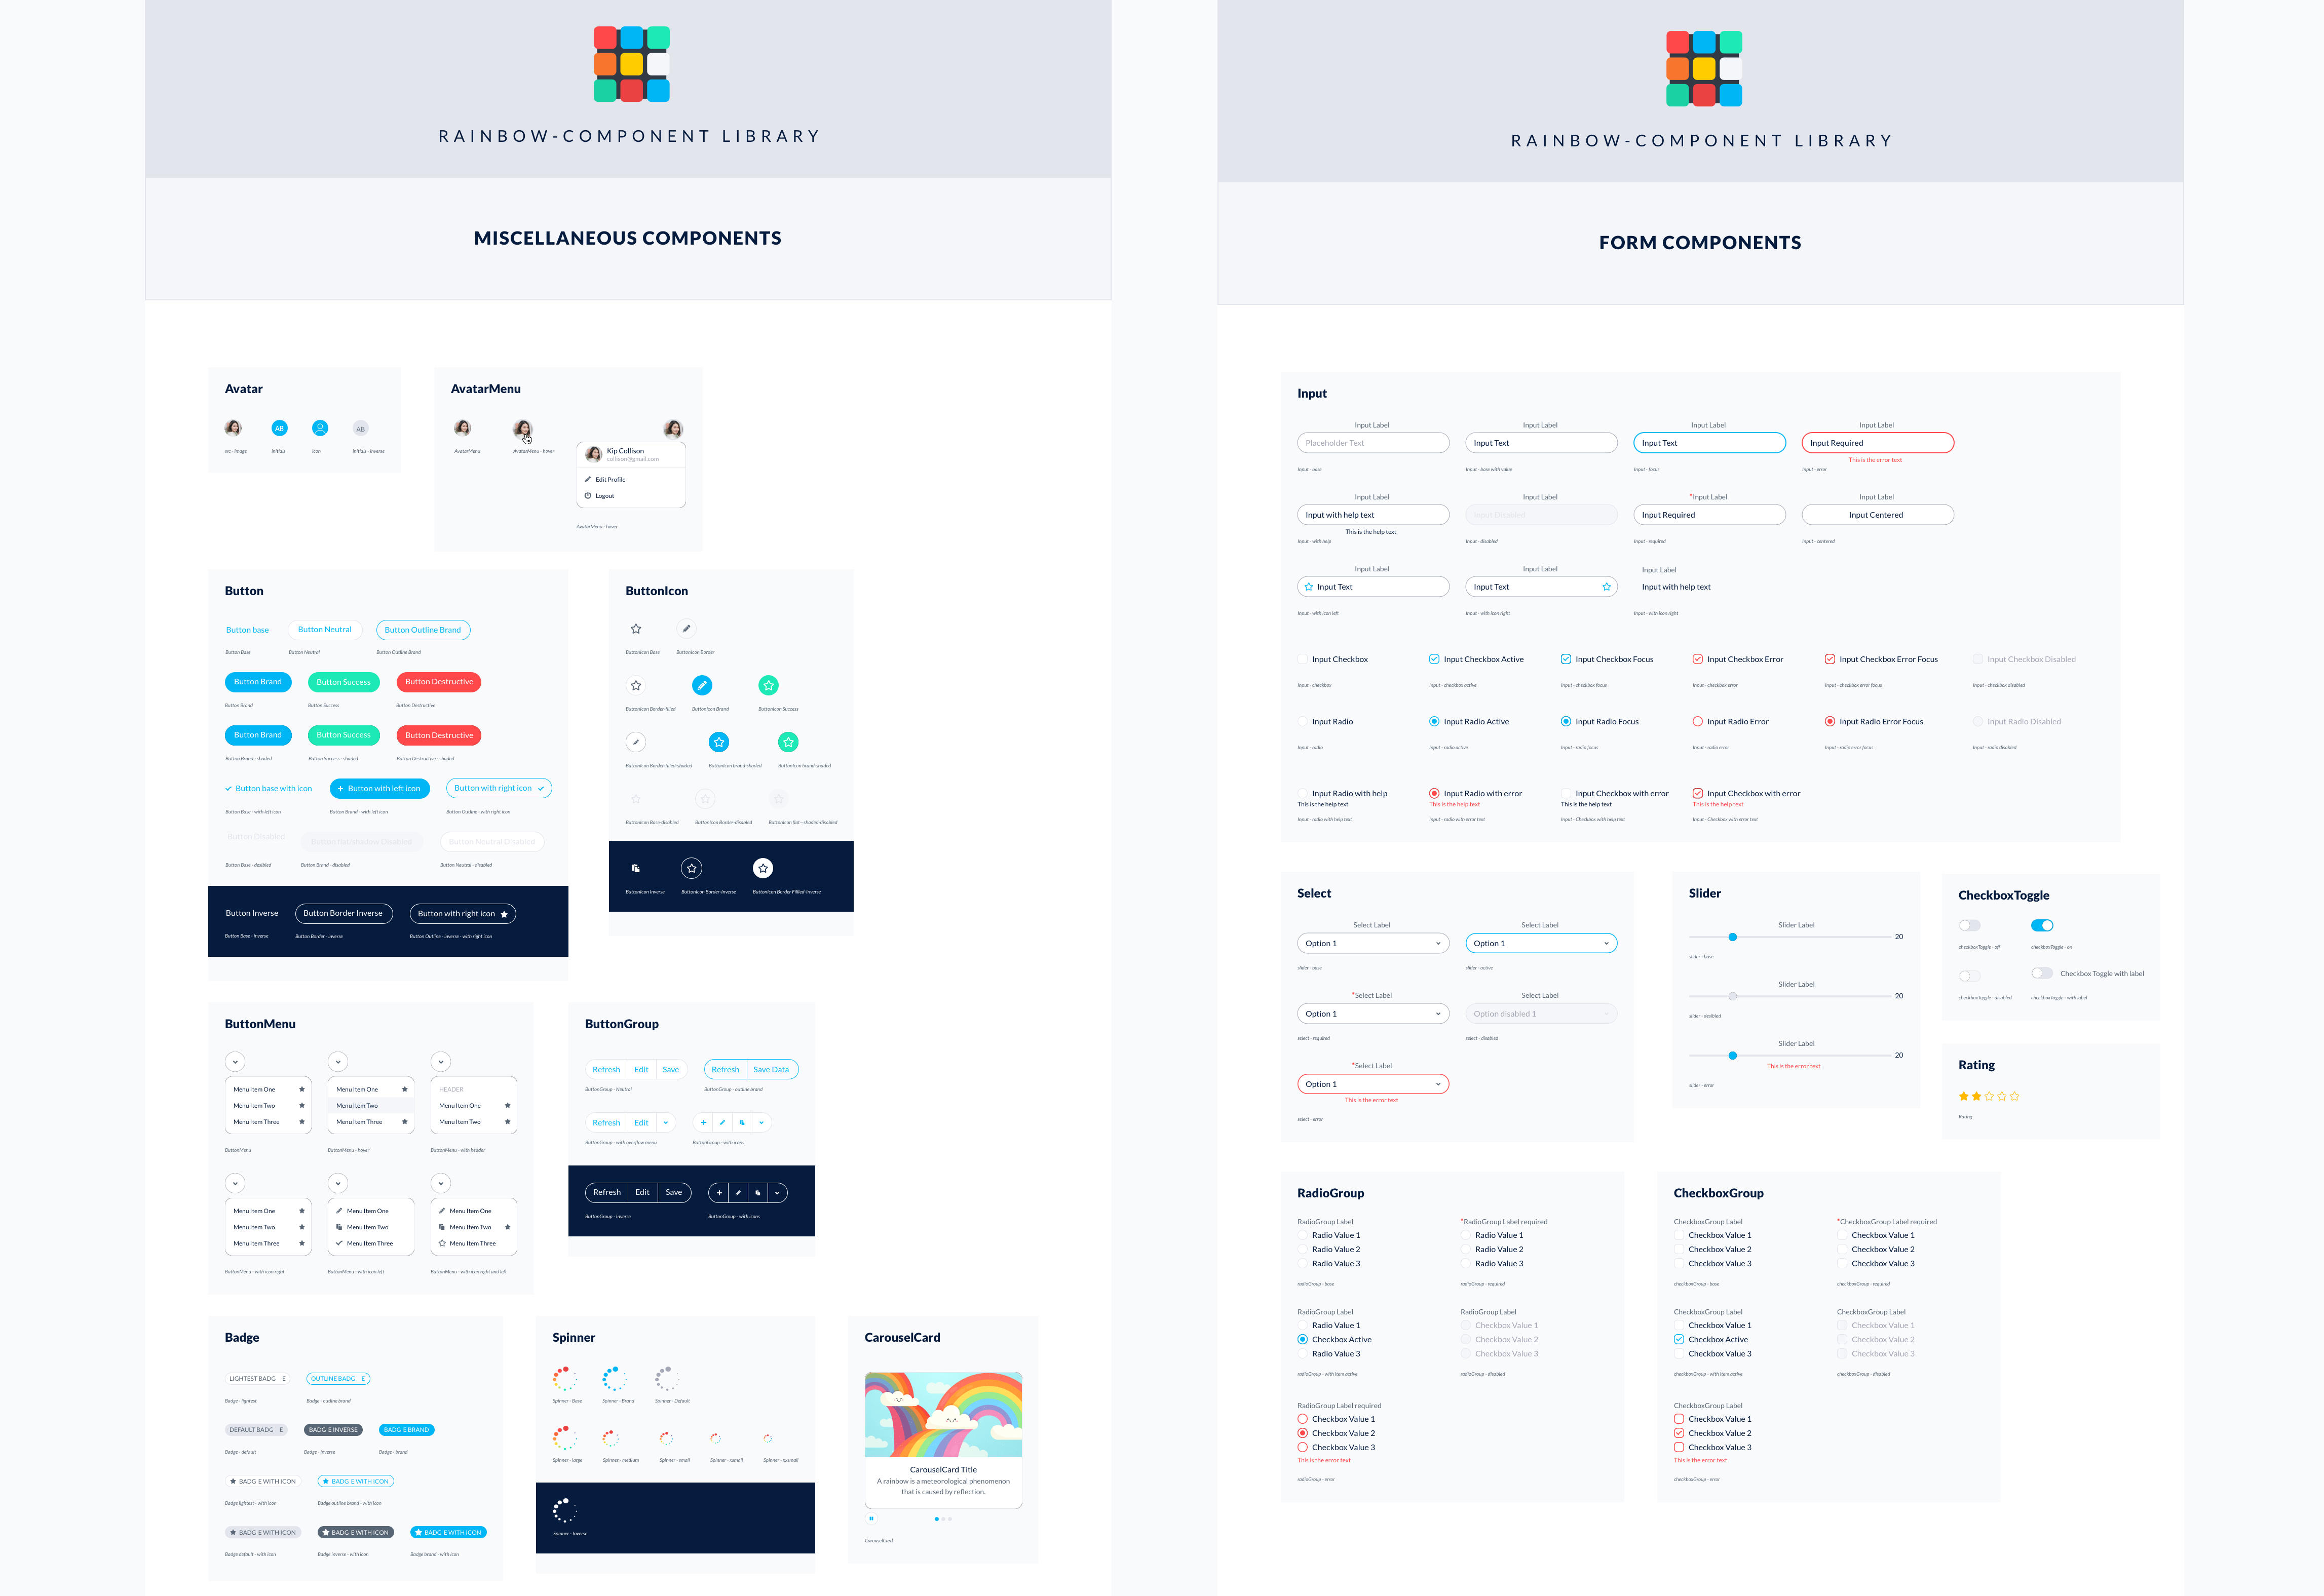 RAINBOW-COMPONENT LIBRARY
MISCELLANEOUS COMPONENTS
Avatar
AB
AB
src - image
Initials
icon
Initials - inverse
AvatarMenu
AvatarMenu
AvatarMenu - hover
Kip Collison
collison@gmail.com
Edit Profile
Logout
AvatarMenu - hover
Button
Button base
Button Neutral
Button Outline Brand
Button Base
Button Neutral
Button Outline Brand
Button Brand
Button Success
Button Destructive
Button Brand
Button Success
Button Destructive
Button Brand
Button Success
Button Destructive
Button Brand - shaded
Button Success - shaded
Button Destructive - shaded
Button base with icon
Button with left icon
Button with right icon
Button Base - with left icon
Button Brand - with left icon
Button Outline - with right icon
Button Disabled
Button Neutral Disabled
Button Base - desibled
Button Brand - disabled
Button Neutral - disabled
Button Inverse
Button Border Inverse
Button with right icon
Button Base - inverse
Button Border - inverse
Button Outline - inverse - with right icon
ButtonIcon
ButtonIcon Base
ButtonIcon Border
ButtonIcon Border-filled
ButtonIcon Brand
ButtonIcon Success
ButtonIcon Border-filled-shaded
ButtonIcon brand-shaded
ButtonIcon brand-shaded
ButtonIcon Base-disabled
ButtonIcon Border-disabled
ButtonIcon flat--shaded-disabled
ButtonIcon Inverse
ButtonIcon Border-Inverse
ButtonIcon Border Filled-Inverse
ButtonMenu
Menu Item One
Menu Item Two
Menu Item Three
ButtonMenu
Menu Item One
Menu Item Two
Menu Item Three
ButtonMenu - hover
HEADER
Menu Item One
Menu Item Two
ButtonMenu - with header
Menu Item One
Menu Item Two
Menu Item Three
ButtonMenu - with icon right
Menu Item One
Menu Item Two
Menu Item Three
ButtonMenu - with icon left
Menu Item One
Menu Item Two
Menu Item Three
ButtonMenu - with icon right and left
ButtonGroup
Refresh Edit Save
Refresh Save Data
ButtonGroup - Neutral
ButtonGroup - outline brand
Refresh Edit
ButtonGroup - with overflow menu
ButtonGroup - with icons
Refresh Edit Save
ButtonGroup - Inverse
ButtonGroup - with icons
Badge
LIGHTEST BADG E
OUTLINE BADG E
Badge - lightest
Badge - outline brand
DEFAULT BADG E
BADG E INVERSE
BADG E BRAND
Badge - default
Badge - inverse
Badge - brand
BADG E WITH ICON
BADG E WITH ICON
Badge lightest - with icon
Badge outline brand - with icon
BADG E WITH ICON
BADG E WITH ICON
BADG E WITH ICON
Badge default - with icon
Badge inverse - with icon
Badge brand - with icon
Spinner
Spinner - Base
Spinner - Brand
Spinner - Default
Spinner - large
Spinner - medium
Spinner - small
Spinner - xsmall
Spinner - xxsmall
Spinner - Inverse
CarouselCard
CarouselCard Title
A rainbow is a meteorological phenomenon
that is caused by reflection.
CarouselCard
RAINBOW-COMPONENT LIBRARY
FORM COMPONENTS
Input
Input Label
Input Label
Input Label
Input Label
Placeholder Text
Input Text
Input Text
Input Required
This is the error text
Input - base
Input - base with value
Input - focus
Input - error
Input Label
Input Label
*Input Label
Input Label
Input with help text
Input Disabled
Input Required
Input Centered
This is the help text
Input - with help
Input - disabled
Input - required
Input - centered
Input Label
Input Label
Input Label
Input Text
Input Text
Input with help text
Input - with icon left
Input - with icon right
Input - with icon right
Input Checkbox
Input Checkbox Active
Input Checkbox Focus
Input Checkbox Error
Input Checkbox Error Focus
Input Checkbox Disabled
Input - checkbox
Input - checkbox active
Input - checkbox focus
Input - checkbox error
Input - checkbox error focus
Input - checkbox disabled
Input Radio
Input Radio Active
Input Radio Focus
Input Radio Error
Input Radio Error Focus
Input Radio Disabled
Input - radio
Input - radio active
Input - radio focus
Input - radio error
Input - radio error focus
Input - radio disabled
Input Radio with help
Input Radio with error
Input Checkbox with error
Input Checkbox with error
This is the help text
This is the help text
This is the help text
This is the help text
Input - radio with help text
Input - radio with error text
Input - Checkbox with help text
Input - Checkbox with error text
Select
Select Label
Select Label
Option 1
Option 1
slider - base
slider - active
*Select Label
Select Label
Option 1
Option disabled 1
select - required
select - disabled
*Select Label
Option 1
This is the error text
select - error
Slider
Slider Label
20
slider - base
Slider Label
20
slider - desibled
Slider Label
20
This is the error text
slider - error
CheckboxToggle
checkboxToggle - off
checkboxToggle - on
Checkbox Toggle with label
checkboxToggle - disabled
checkboxToggle - with label
Rating
Rating
RadioGroup
RadioGroup Label
Radio Value 1
Radio Value 2
Radio Value 3
radioGroup - base
*RadioGroup Label required
Radio Value 1
Radio Value 2
Radio Value 3
radioGroup - required
RadioGroup Label
Radio Value 1
Checkbox Active
Radio Value 3
radioGroup - with item active
RadioGroup Label
Checkbox Value 1
Checkbox Value 2
Checkbox Value 3
radioGroup - disabled
RadioGroup Label required
Checkbox Value 1
Checkbox Value 2
Checkbox Value 3
This is the error text
radioGroup - error
CheckboxGroup
CheckboxGroup Label
Checkbox Value 1
Checkbox Value 2
Checkbox Value 3
checkboxGroup - base
*CheckboxGroup Label required
Checkbox Value 1
Checkbox Value 2
Checkbox Value 3
checkboxGroup - required
CheckboxGroup Label
Checkbox Value 1
Checkbox Active
Checkbox Value 3
checkboxGroup - with item active
CheckboxGroup Label
Checkbox Value 1
Checkbox Value 2
Checkbox Value 3
checkboxGroup - disabled
CheckboxGroup Label
Checkbox Value 1
Checkbox Value 2
Checkbox Value 3
This is the error text
checkboxGroup - error